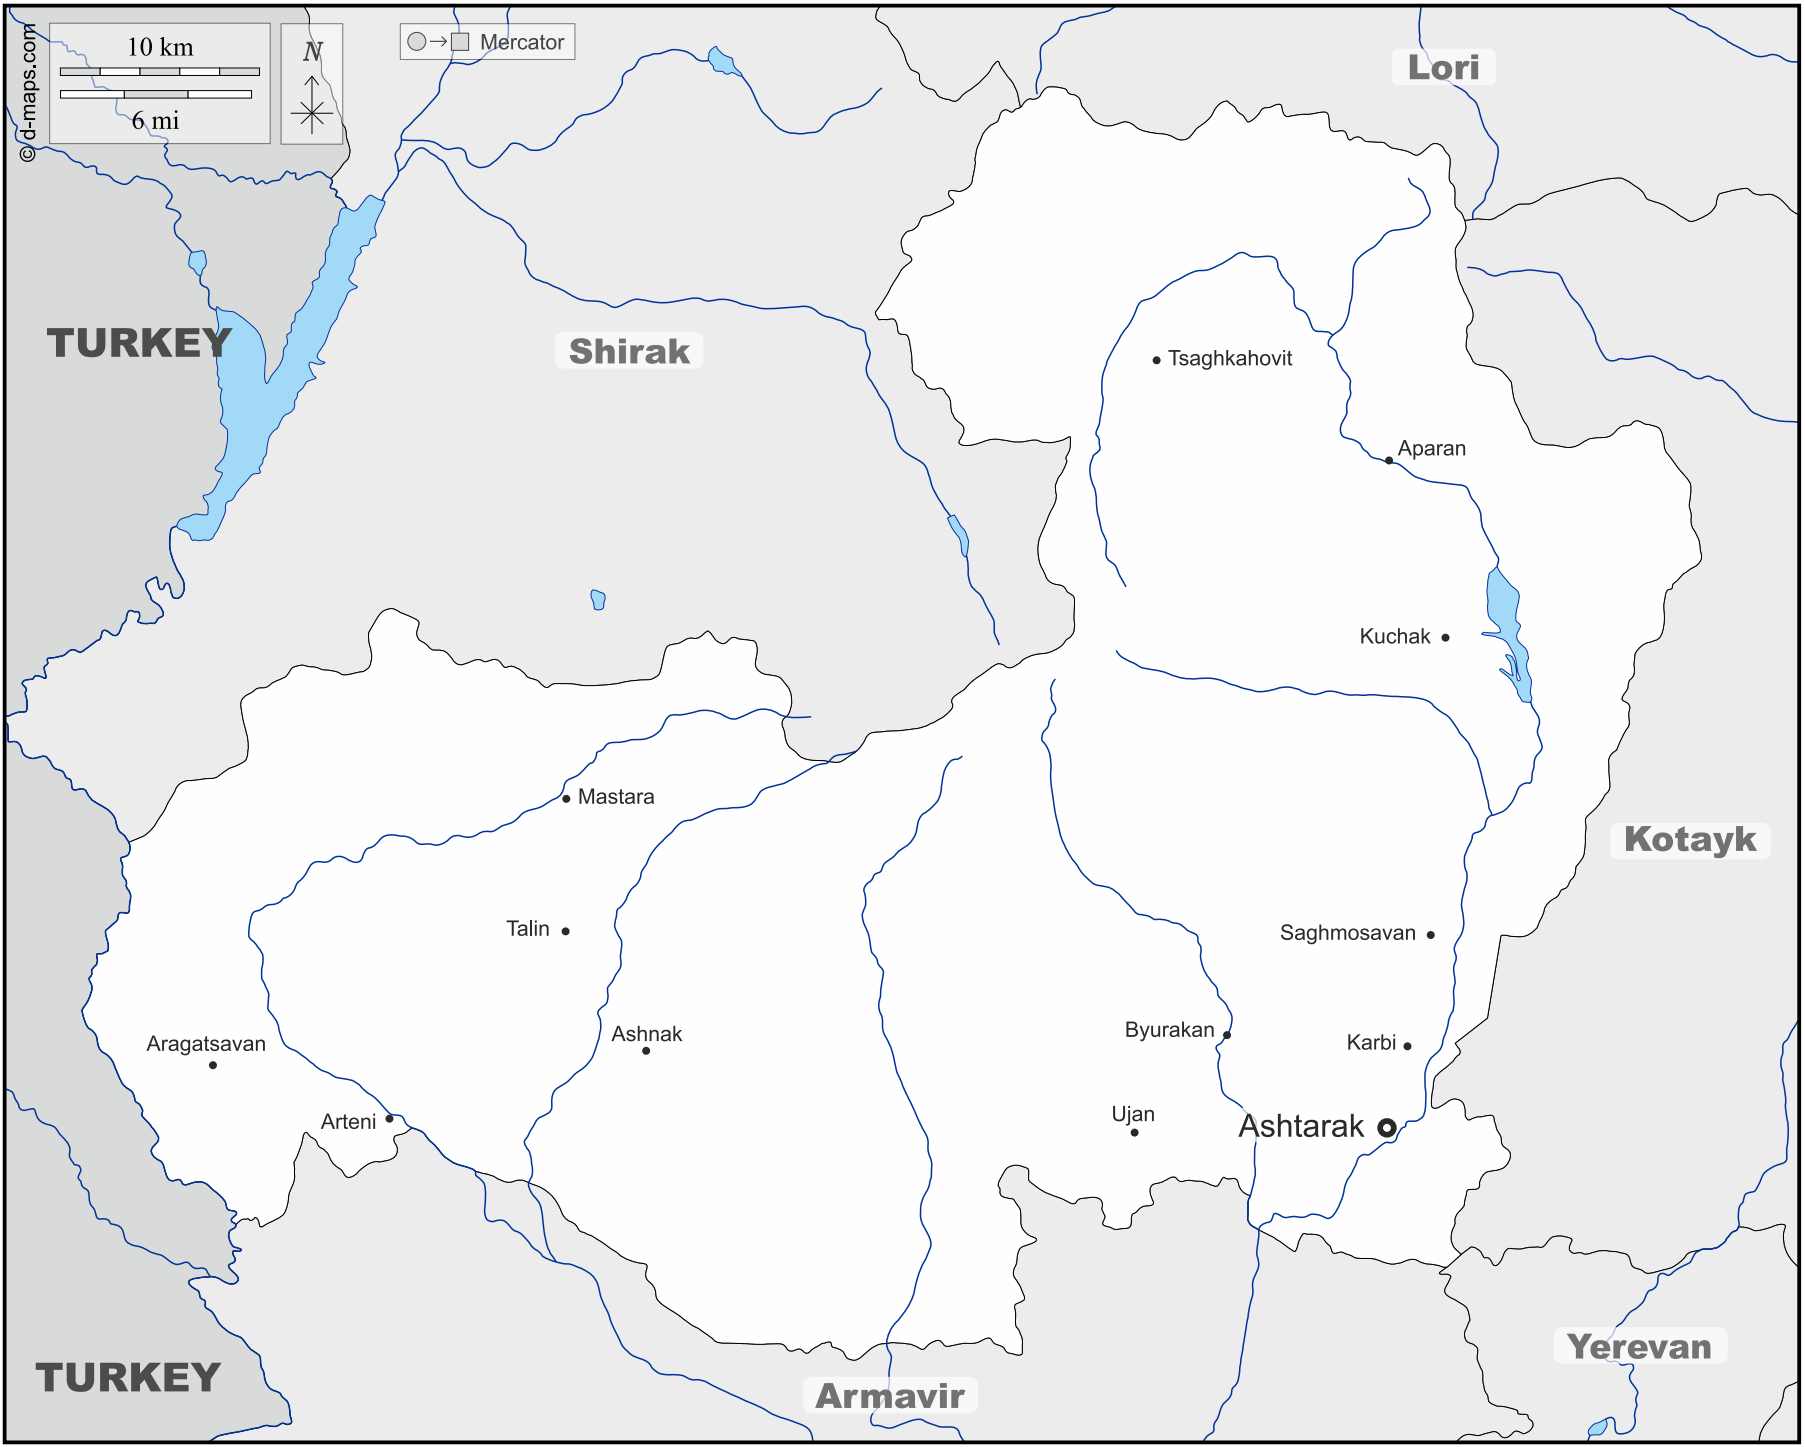 10 km
6 mi
© d-maps.com
N
Mercator
Lori
TURKEY
Shirak
Tsaghkahovit
Aparan
Kuchak
Mastara
Kotayk
Talin
Saghmosavan
Aragatsavan
Ashnak
Byurakan
Karbi
Arteni
Ujan
Ashtarak
Yerevan
TURKEY
Armavir